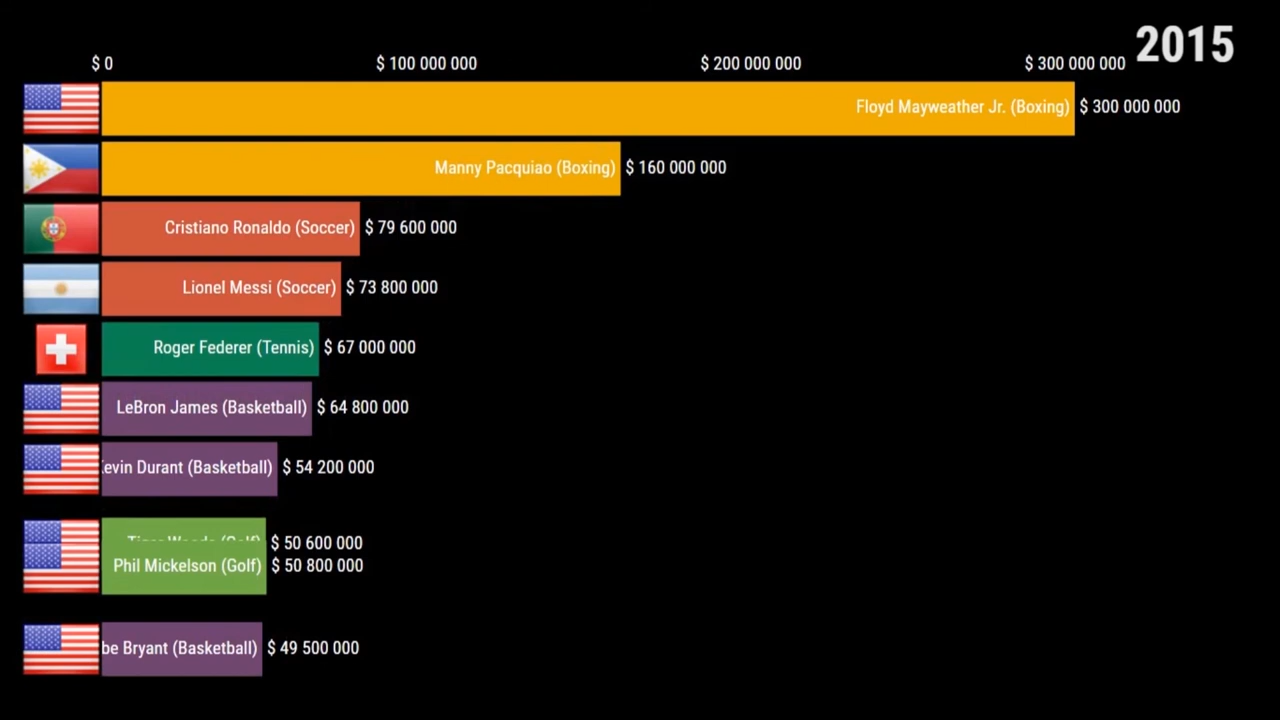 2015
$ 0 $ 100 000 000 $ 200 000 000 $ 300 000 000
Floyd Mayweather Jr. (Boxing) $ 300 000 000
Manny Pacquiao (Boxing) $ 160 000 000
Cristiano Ronaldo (Soccer) $ 79 600 000
Lionel Messi (Soccer) $ 73 800 000
Roger Federer (Tennis) $ 67 000 000
LeBron James (Basketball) $ 64 800 000
evin Durant (Basketball) $ 54 200 000
$ 50 600 000
Phil Mickelson (Golf) $ 50 800 000
be Bryant (Basketball) $ 49 500 000